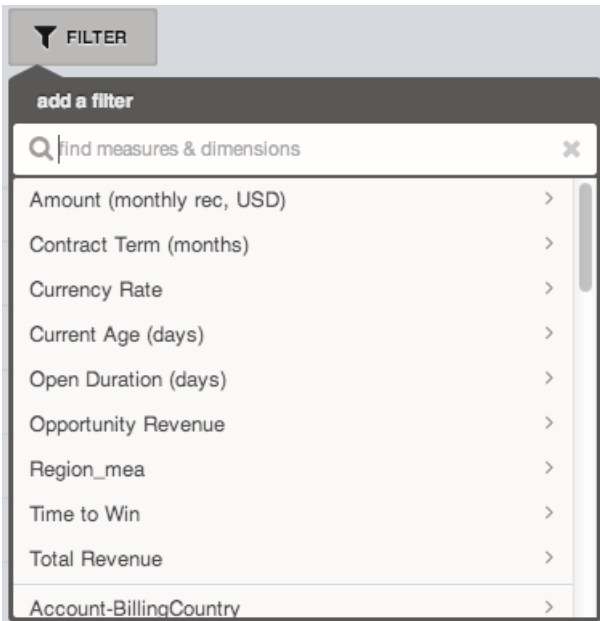 FILTER
add a filter
find measures & dimensions
Amount (monthly rec, USD)
Contract Term (months)
Currency Rate
Current Age (days)
Open Duration (days)
Opportunity Revenue
Region_mea
Time to Win
Total Revenue
Account-BillingCountry